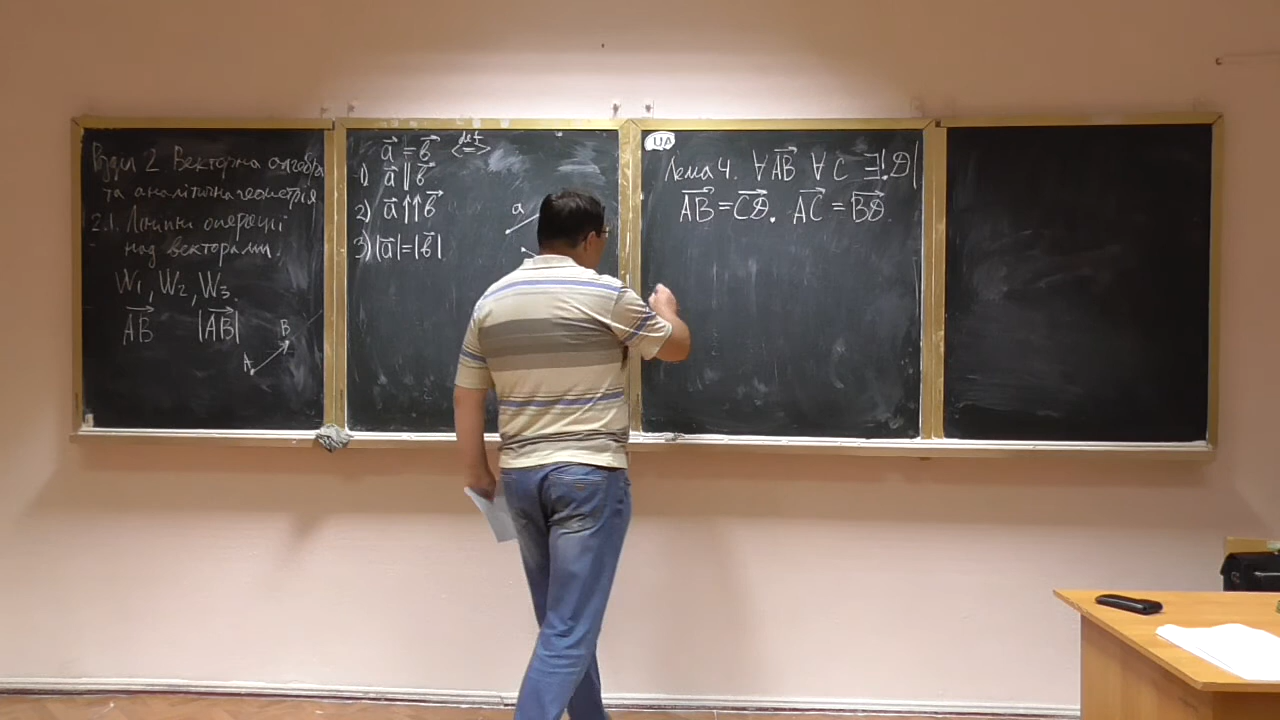 Розділ 2 Векторна алгебра
та аналітична геометрія
2.1. Лінійні операції
над векторами.
W₁, W₂, W₃.
AB⃗ |AB⃗|
A B
a⃗ = b⃗ <=> def
1) a⃗ || b⃗
2) a⃗ ↑↑ b⃗
3) |a⃗| = |b⃗|
a
UA
Лема 4. ∀ AB⃗ ∀ C ∃! D |
AB⃗ = CD⃗. AC⃗ = BD⃗.